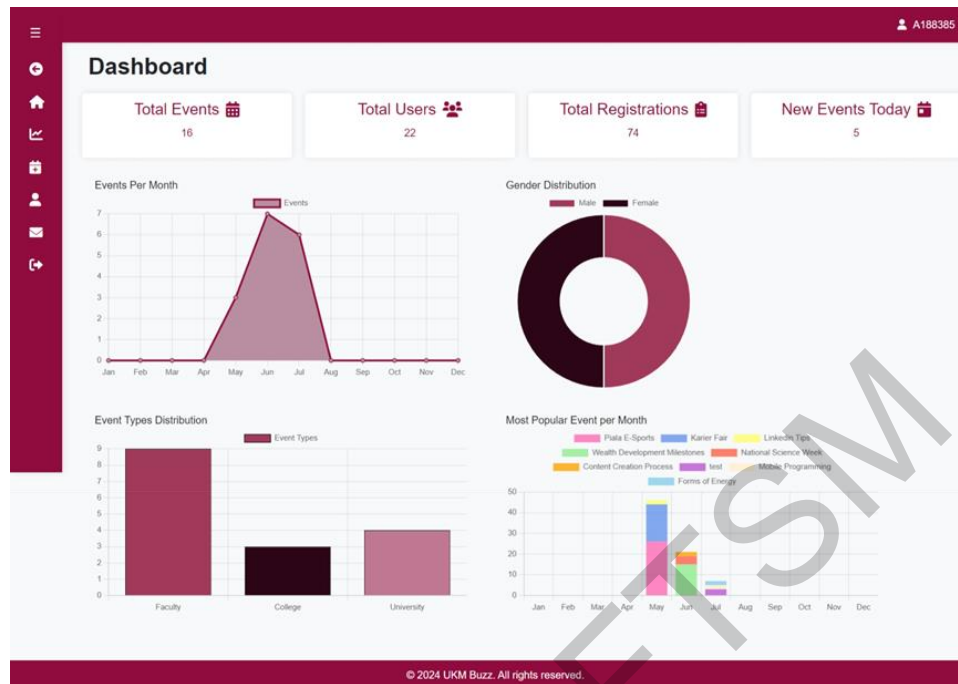 A188385
Dashboard
Total Events
16
Total Users
22
Total Registrations
74
New Events Today
5
Events Per Month
Events
7
6
5
4
3
2
1
0
Jan Feb Mar Apr May Jun Jul Aug Sep Oct Nov Dec
Gender Distribution
Male Female
Event Types Distribution
Event Types
9
8
7
6
5
4
3
2
1
0
Faculty College University
Most Popular Event per Month
Piala E-Sports Karier Fair Linkedin Tips
Wealth Development Milestones National Science Week
Content Creation Process test Mobile Programming
Forms of Energy
50
40
30
20
10
0
Jan Feb Mar Apr May Jun Jul Aug Sep Oct Nov Dec
© 2024 UKM Buzz. All rights reserved.
FTSM